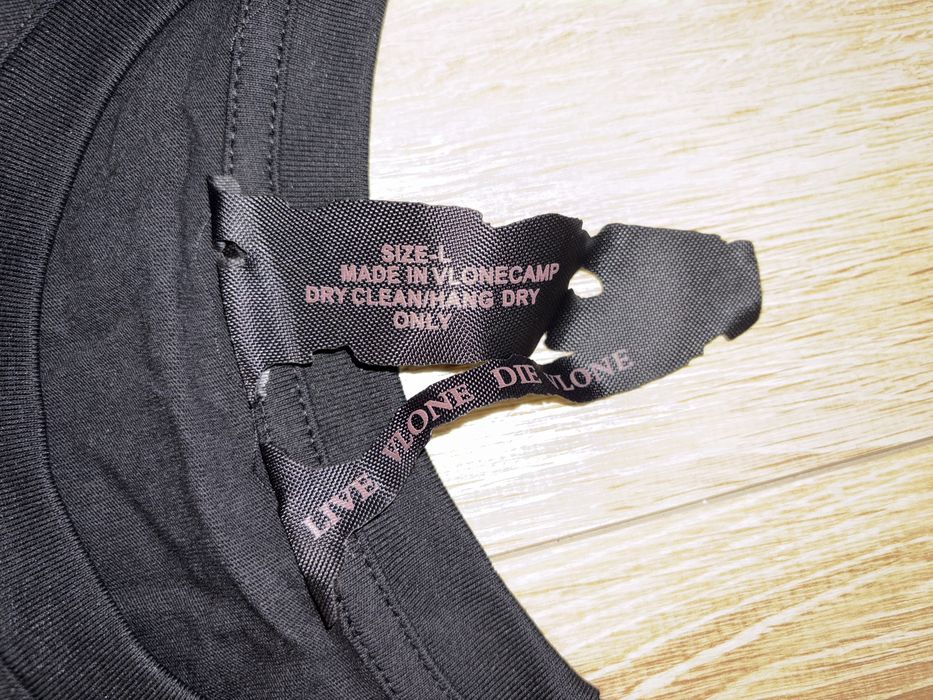 SIZE-L
MADE IN VLONECAMP
DRY CLEAN/HANG DRY
ONLY
LIVE VLONE DIE VLONE